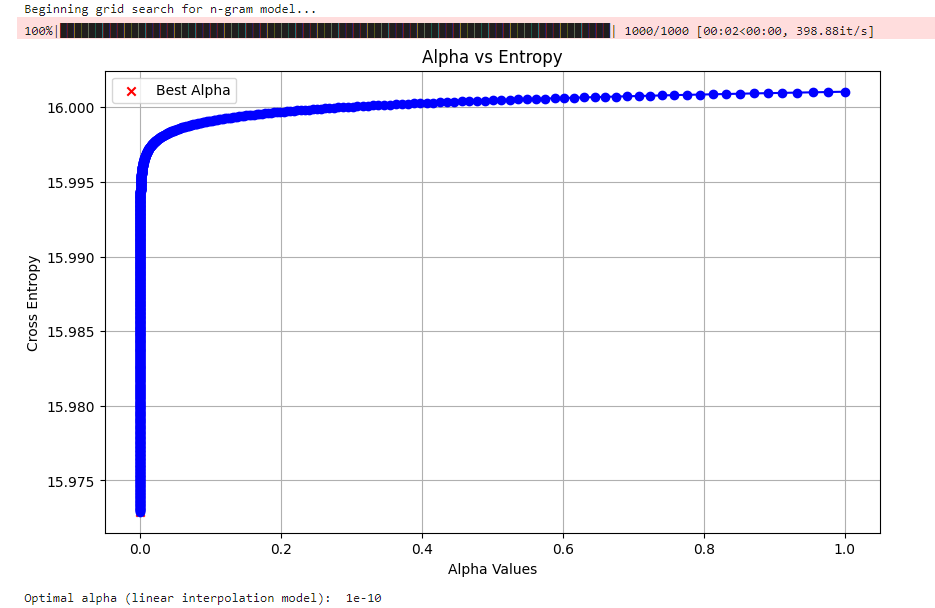 Beginning grid search for n-gram model...
100%| | 1000/1000 [00:02<00:00, 398.88it/s]
Alpha vs Entropy
Best Alpha
16.000
15.995
15.990
15.985
15.980
15.975
Cross Entropy
0.0 0.2 0.4 0.6 0.8 1.0
Alpha Values
Optimal alpha (linear interpolation model): 1e-10